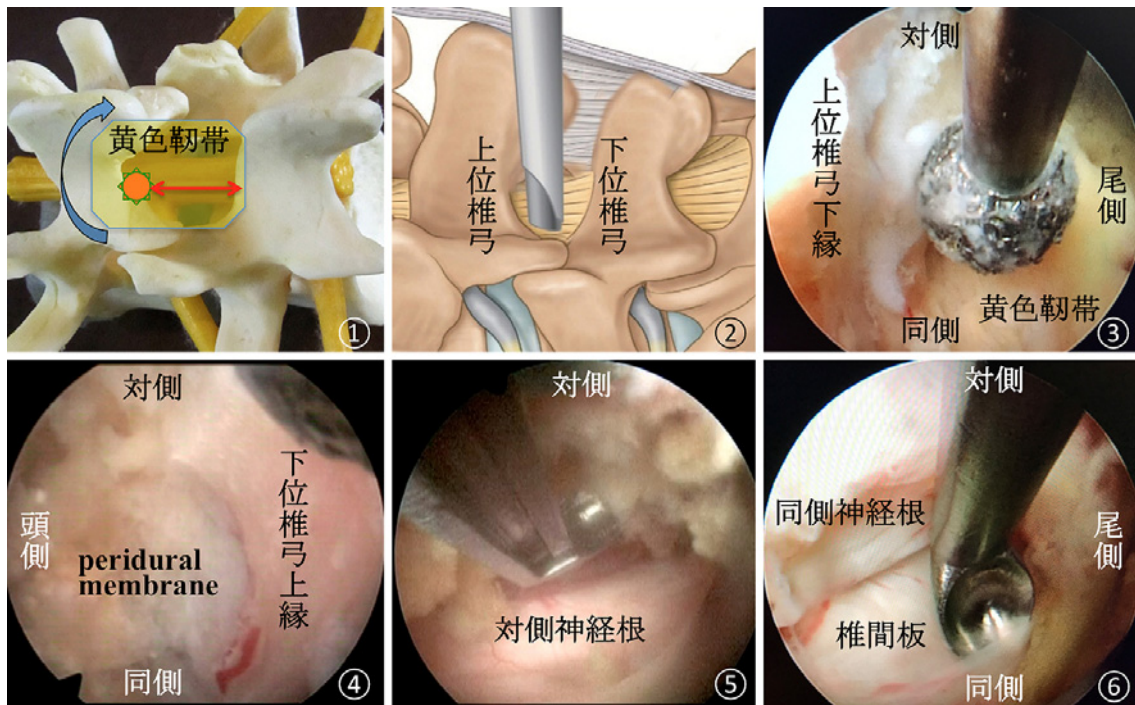 黄色靱帯
①
上位椎弓
下位椎弓
②
対側
上位椎弓下縁
尾側
黄色靱帯
同側
③
対側
頭側
peridural
membrane
下位椎弓上縁
同側
④
対側
対側神経根
⑤
対側
同側神経根
尾側
椎間板
同側
⑥